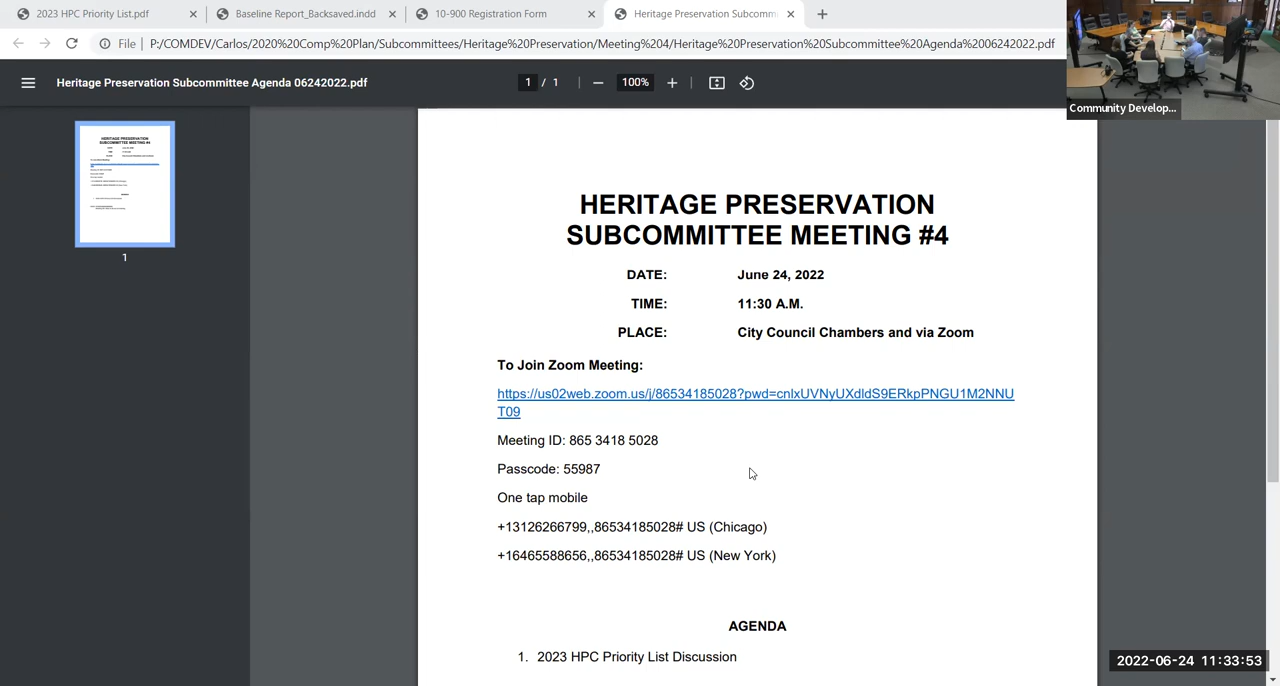 2023 HPC Priority List.pdf
Baseline Report_Backsaved.indd
10-900 Registration Form
Heritage Preservation Subcomm
File
P:/COMDEV/Carlos/2020%20Comp%20Plan/Subcommittees/Heritage%20Preservation/Meeting%204/Heritage%20Preservation%20Subcommittee%20Agenda%2006242022.pdf
Heritage Preservation Subcommittee Agenda 06242022.pdf
1 / 1
100%
Community Develop...
1
HERITAGE PRESERVATION
SUBCOMMITTEE MEETING #4
DATE: June 24, 2022
TIME: 11:30 A.M.
PLACE: City Council Chambers and via Zoom
To Join Zoom Meeting:
https://us02web.zoom.us/j/86534185028?pwd=cnlxUVNyUXdldS9ERkpPNGU1M2NNU
T09
Meeting ID: 865 3418 5028
Passcode: 55987
One tap mobile
+13126266799,,86534185028# US (Chicago)
+16465588656,,86534185028# US (New York)
AGENDA
1. 2023 HPC Priority List Discussion
2022-06-24 11:33:53